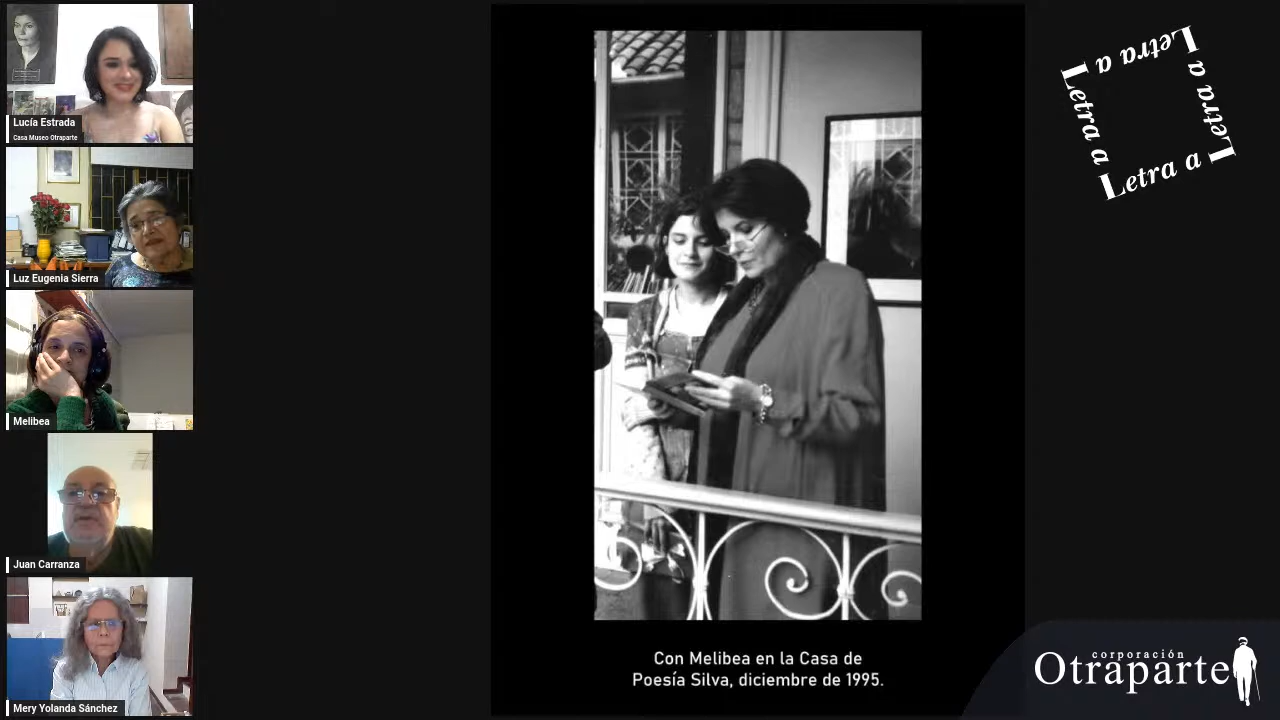 Lucía Estrada
Casa Museo Otraparte
Luz Eugenia Sierra
Melibea
Juan Carranza
Mery Yolanda Sánchez
Con Melibea en la Casa de
Poesía Silva, diciembre de 1995.
Letra a
Letra a
Letra a
Letra a
corporación
Otraparte